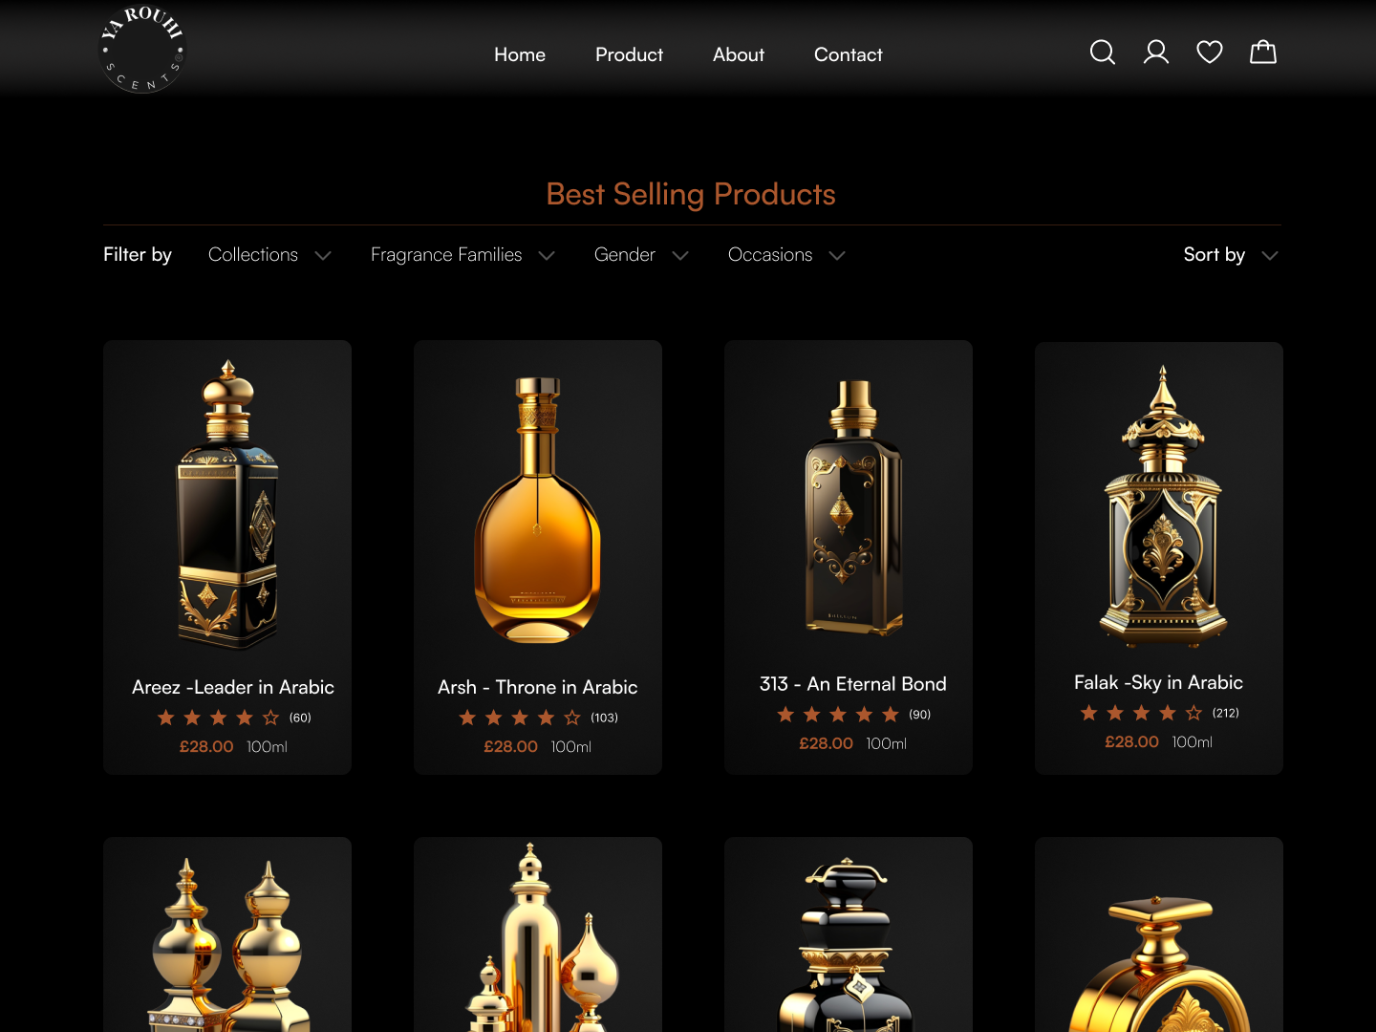 YA ROUHI
SCENTS
Home Product About Contact
Best Selling Products
Filter by Collections Fragrance Families Gender Occasions Sort by
Areez -Leader in Arabic
(60)
£28.00 100ml
Arsh - Throne in Arabic
(103)
£28.00 100ml
313 - An Eternal Bond
(90)
£28.00 100ml
Falak -Sky in Arabic
(212)
£28.00 100ml